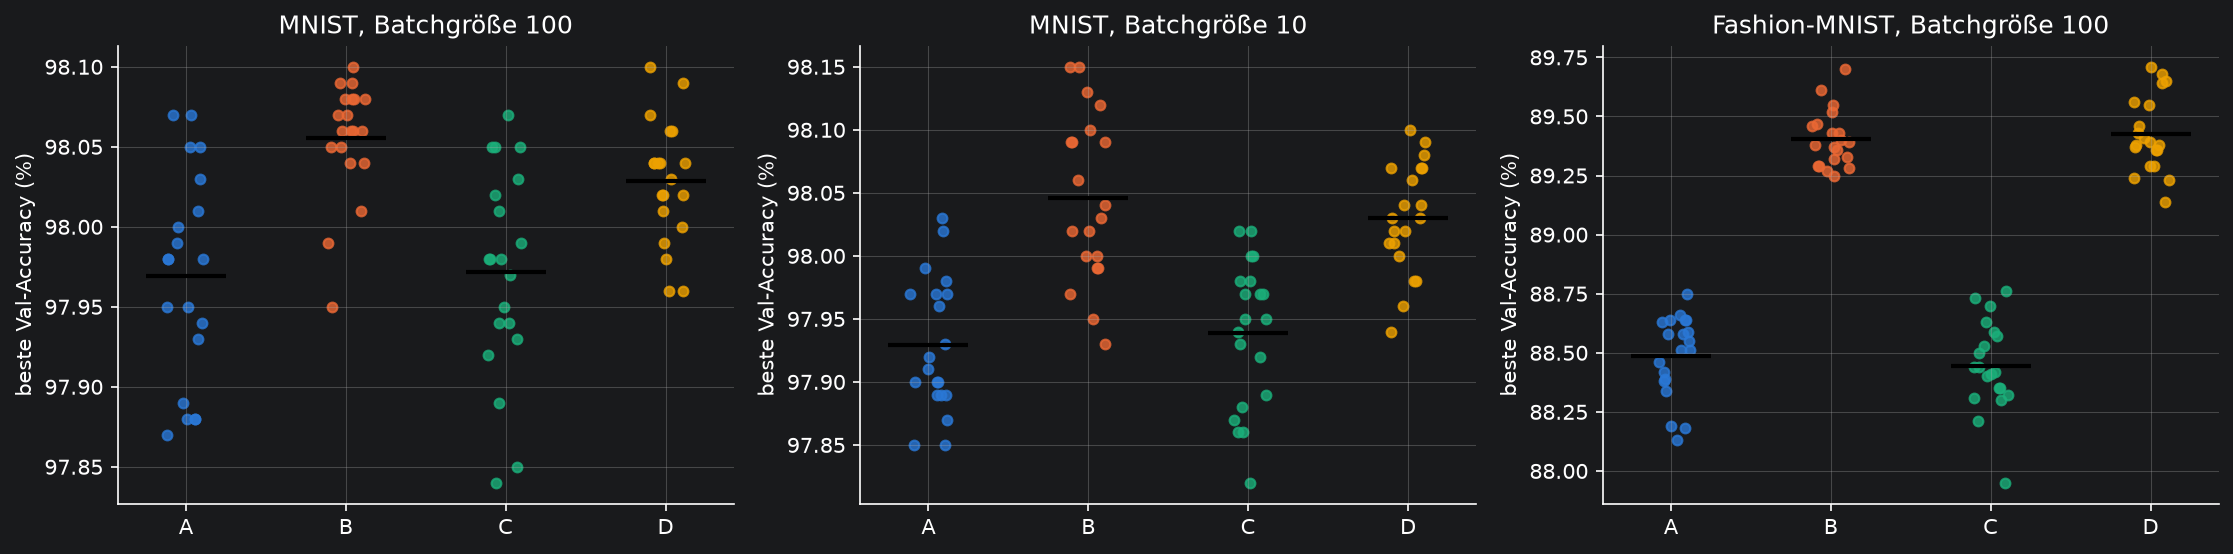 MNIST, Batchgröße 100
beste Val-Accuracy (%)
98.10
98.05
98.00
97.95
97.90
97.85
A B C D
MNIST, Batchgröße 10
beste Val-Accuracy (%)
98.15
98.10
98.05
98.00
97.95
97.90
97.85
A B C D
Fashion-MNIST, Batchgröße 100
beste Val-Accuracy (%)
89.75
89.50
89.25
89.00
88.75
88.50
88.25
88.00
A B C D